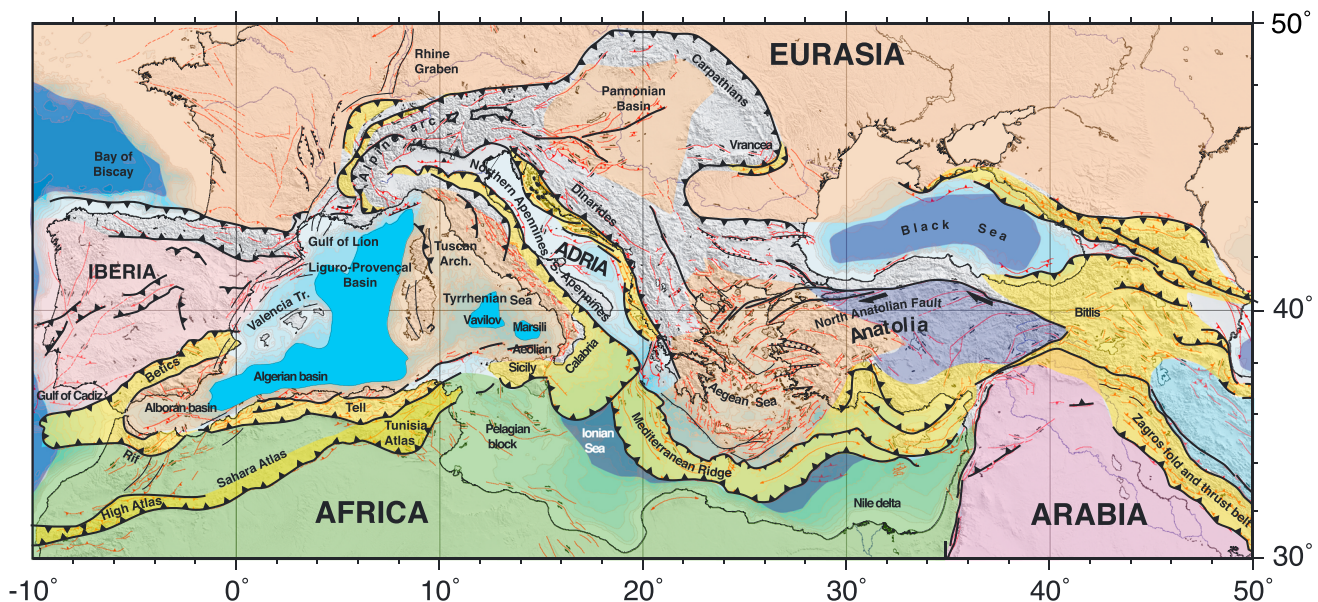 50°
EURASIA
Rhine
Graben
Carpathians
Pannonian
Basin
Alpine arc
Vrancea
Bay of
Biscay
Northern Apennines
Dinarides
Black Sea
Gulf of Lion
Tuscan
Arch.
ADRIA
S. Apennines
IBERIA
Liguro-Provençal
Basin
Valencia Tr.
Tyrrhenian Sea
Vavilov
Marsili
Aeolian
North Anatolian Fault
Anatolia
Bitlis
40°
Betics
Algerian basin
Sicily
Calabria
Gulf of Cadiz
Alboran basin
Tell
Aegean Sea
Tunisia
Atlas
Pelagian
block
Ionian
Sea
Mediterranean Ridge
Zagros fold and thrust belt
Rif
Sahara Atlas
High Atlas
AFRICA
Nile delta
ARABIA
30°
-10°
0°
10°
20°
30°
40°
50°